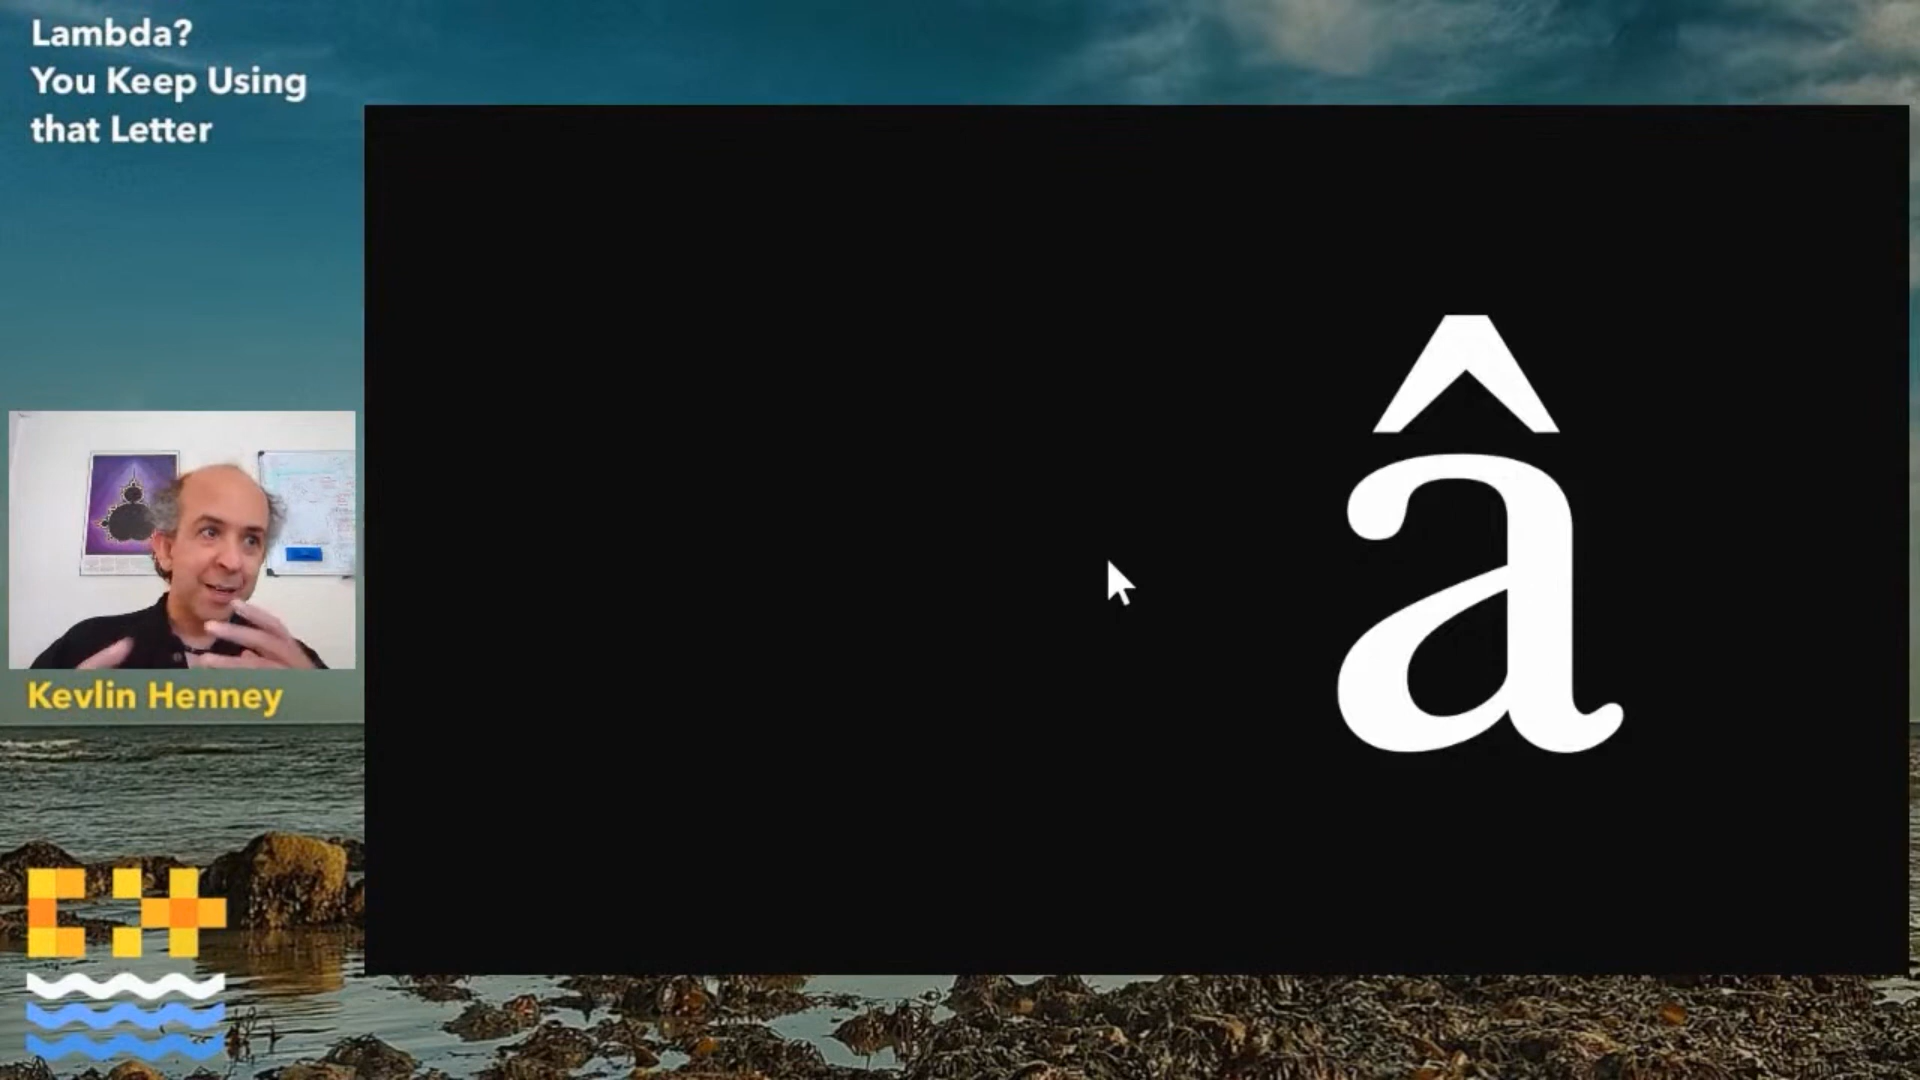 Lambda?
You Keep Using
that Letter
â
Kevlin Henney
C++